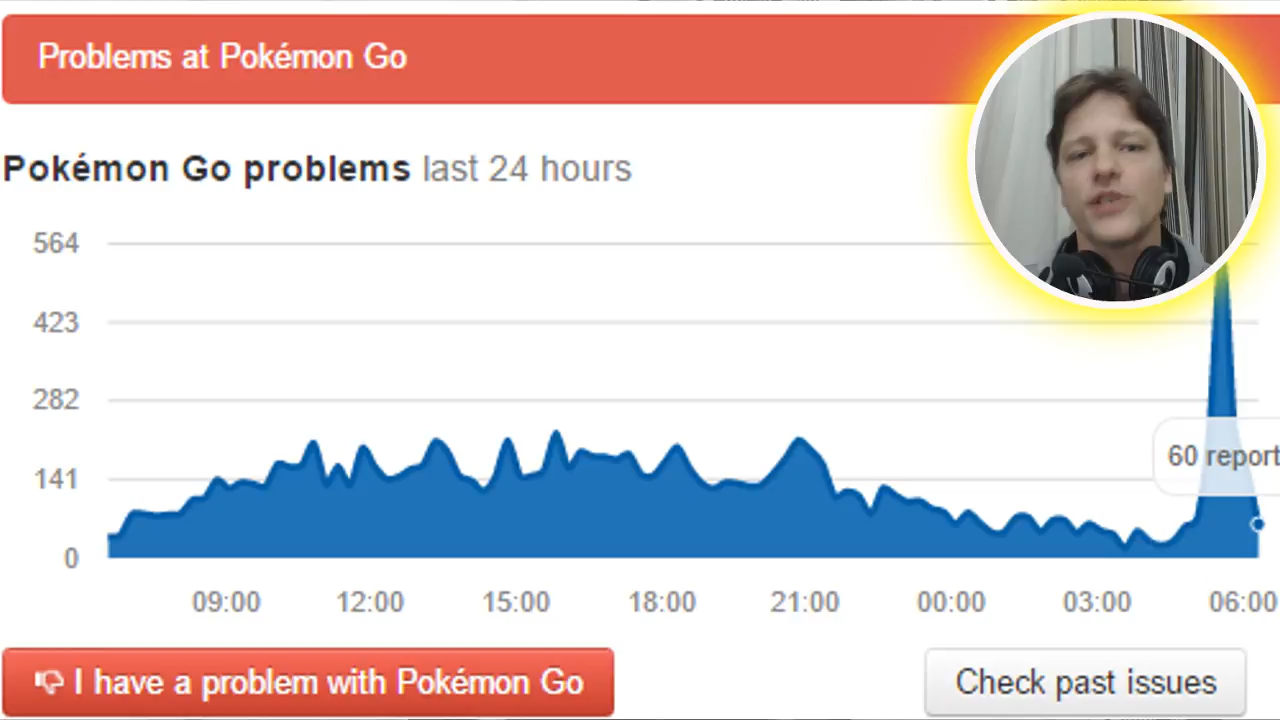 Problems at Pokémon Go
Pokémon Go problems last 24 hours
564
423
282
60 report
141
0
09:00 12:00 15:00 18:00 21:00 00:00 03:00 06:00
I have a problem with Pokémon Go
Check past issues